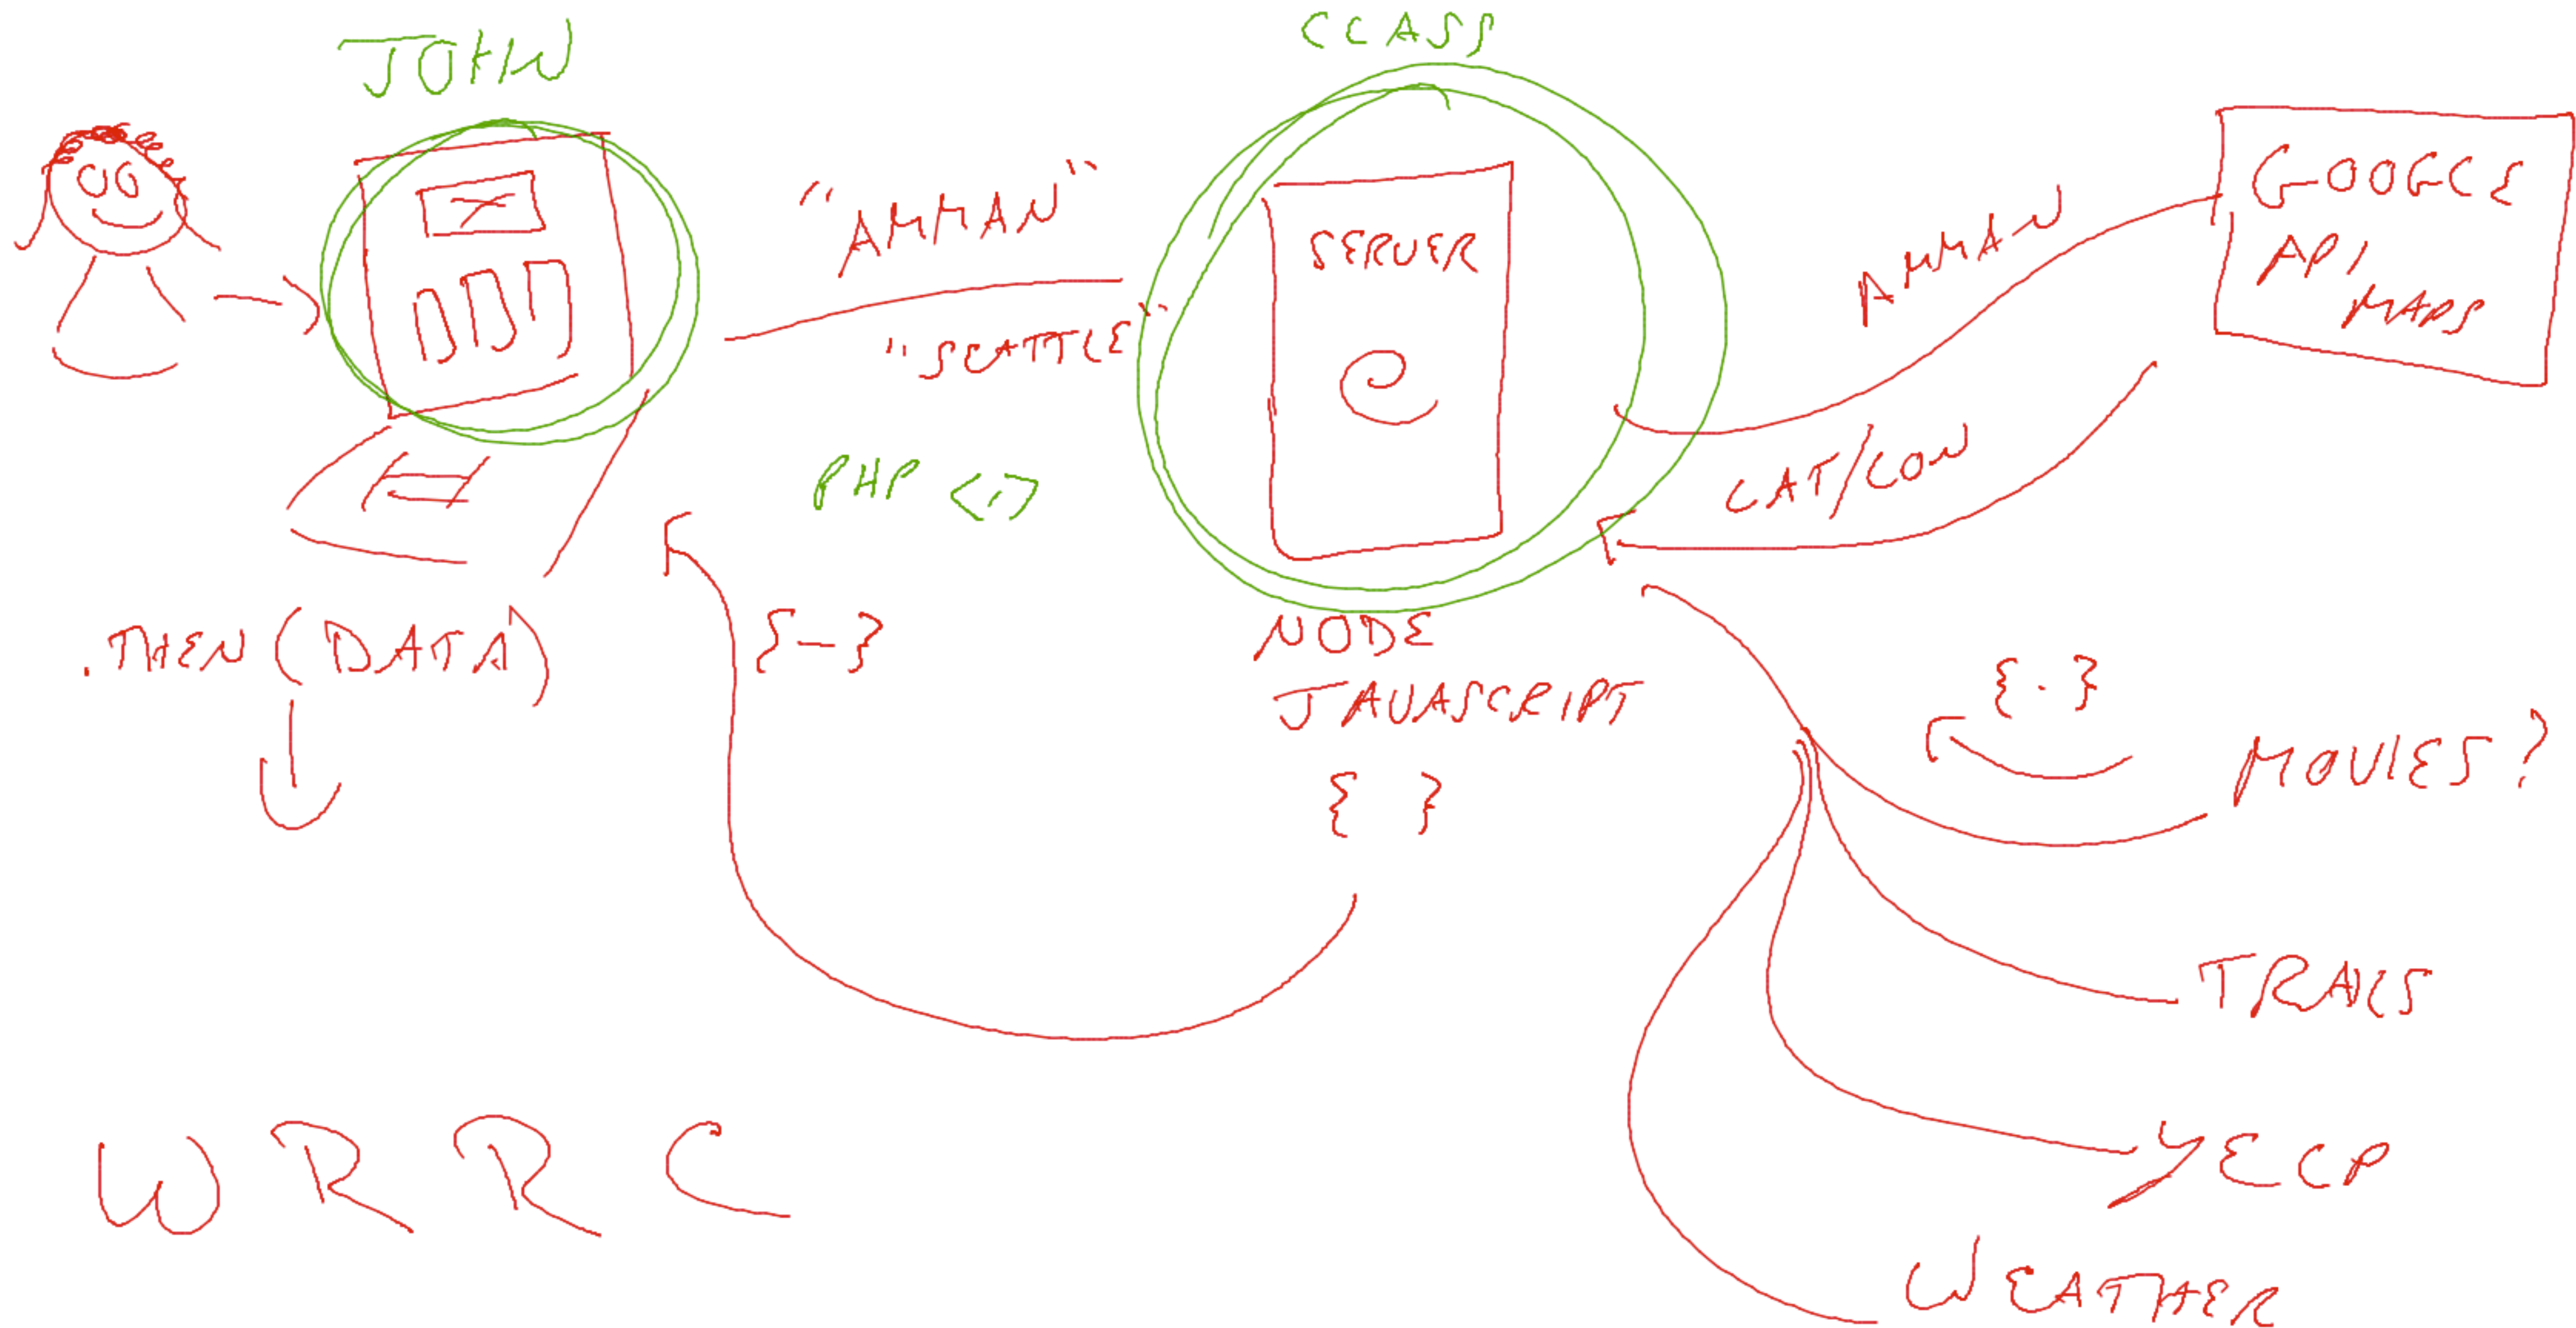 JOHN
CLASS
"AMMAN"
"SEATTLE"
SERVER
AMMAN
GOOGLE
API
MAPS
LAT/LON
PHP <?>
.THEN (DATA)
{-}
NODE
JAVASCRIPT
{ }
{.}
MOVIES?
TRAILS
YELP
WEATHER
W R R C